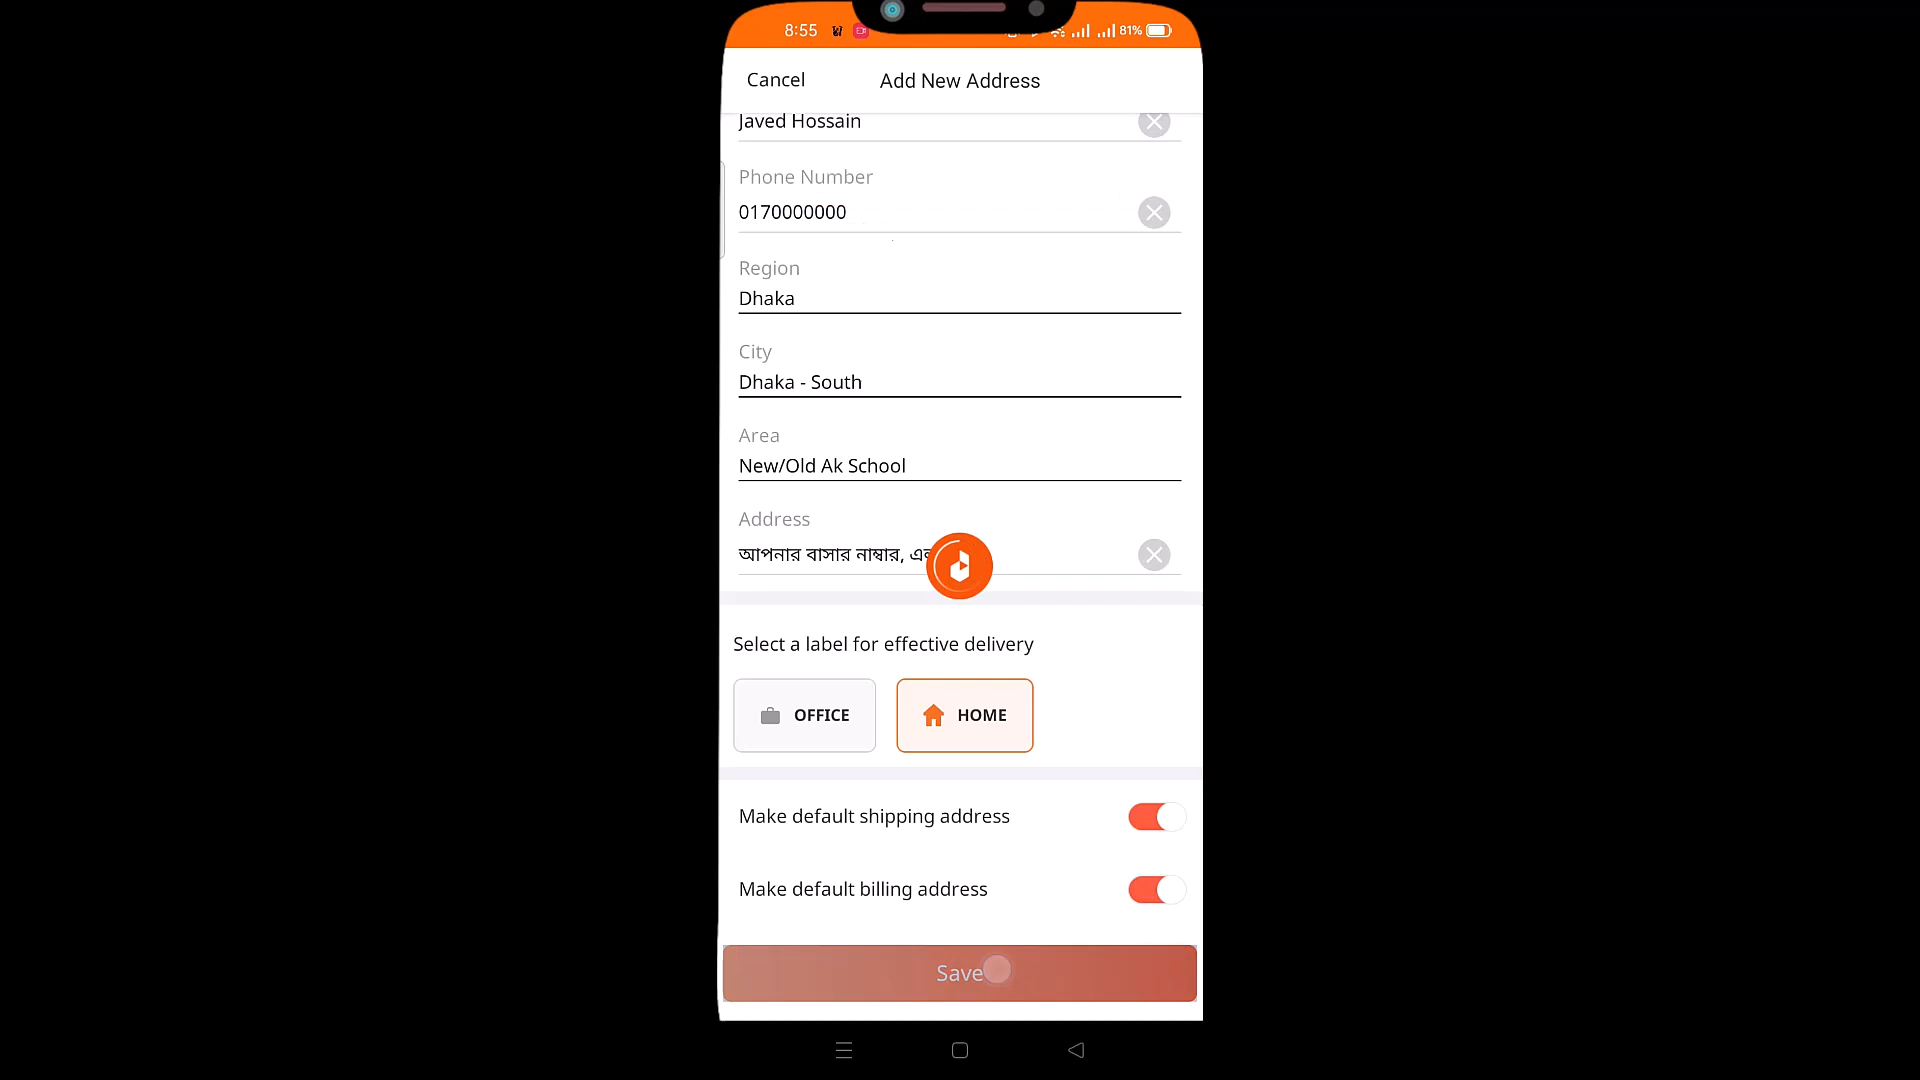 8:55
81%
Cancel
Add New Address
Javed Hossain
Phone Number
0170000000
Region
Dhaka
City
Dhaka - South
Area
New/Old Ak School
Address
আপনার বাসার নাম্বার,
Select a label for effective delivery
OFFICE
HOME
Make default shipping address
Make default billing address
Save